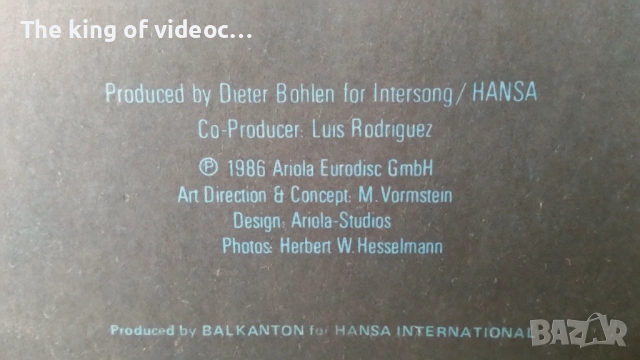 The king of videoc...
Produced by Dieter Bohlen for Intersong / HANSA
Co-Producer: Luis Rodriguez
℗ 1986 Ariola Eurodisc GmbH
Art Direction & Concept: M. Vormstein
Design: Ariola-Studios
Photos: Herbert W. Hesselmann
Produced by BALKANTON for HANSA INTERNATIONAL
BAZAR